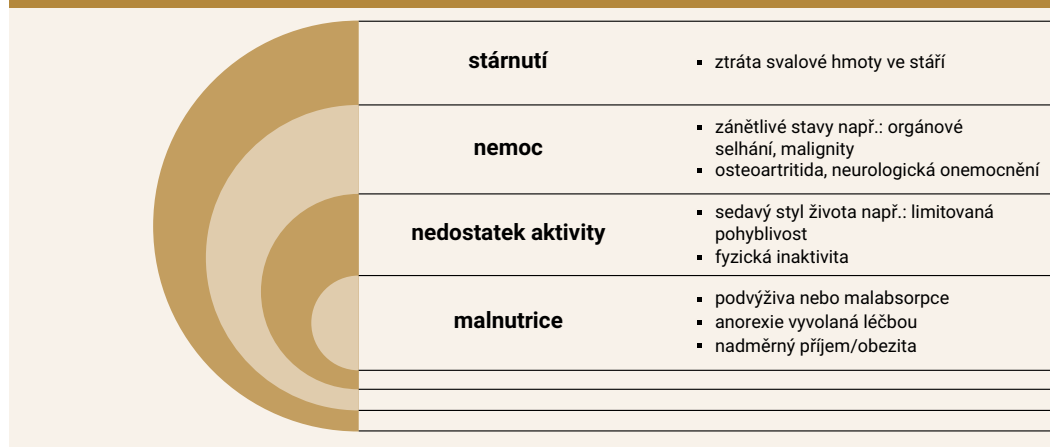 stárnutí
▪ ztráta svalové hmoty ve stáří
nemoc
▪ zánětlivé stavy např.: orgánové
selhání, malignity
▪ osteoartritida, neurologická onemocnění
nedostatek aktivity
▪ sedavý styl života např.: limitovaná
pohyblivost
▪ fyzická inaktivita
malnutrice
▪ podvýživa nebo malabsorpce
▪ anorexie vyvolaná léčbou
▪ nadměrný příjem/obezita